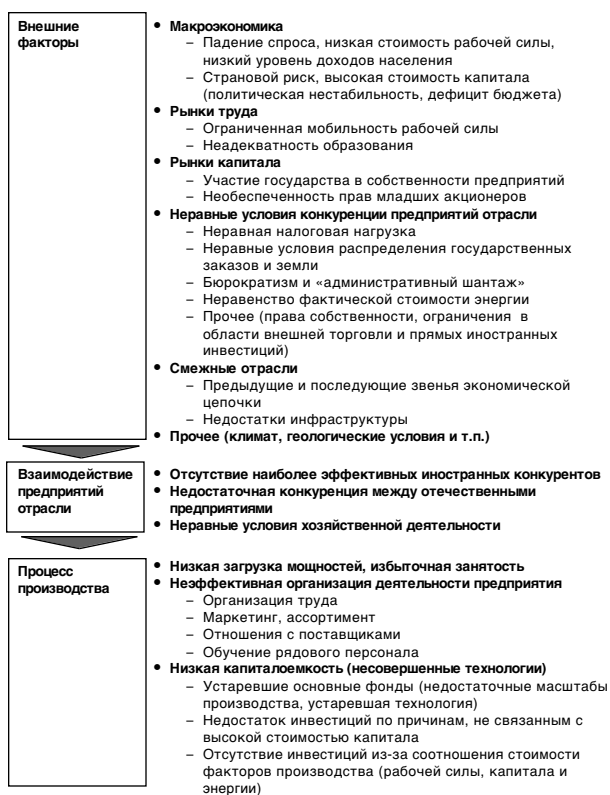 Внешние
факторы
• Макроэкономика
– Падение спроса, низкая стоимость рабочей силы,
низкий уровень доходов населения
– Страновой риск, высокая стоимость капитала
(политическая нестабильность, дефицит бюджета)
• Рынки труда
– Ограниченная мобильность рабочей силы
– Неадекватность образования
• Рынки капитала
– Участие государства в собственности предприятий
– Необеспеченность прав младших акционеров
• Неравные условия конкуренции предприятий отрасли
– Неравная налоговая нагрузка
– Неравные условия распределения государственных
заказов и земли
– Бюрократизм и «административный шантаж»
– Неравенство фактической стоимости энергии
– Прочее (права собственности, ограничения в
области внешней торговли и прямых иностранных
инвестиций)
• Смежные отрасли
– Предыдущие и последующие звенья экономической
цепочки
– Недостатки инфраструктуры
• Прочее (климат, геологические условия и т.п.)
Взаимодействие
предприятий
отрасли
• Отсутствие наиболее эффективных иностранных конкурентов
• Недостаточная конкуренция между отечественными
предприятиями
• Неравные условия хозяйственной деятельности
Процесс
производства
• Низкая загрузка мощностей, избыточная занятость
• Неэффективная организация деятельности предприятия
– Организация труда
– Маркетинг, ассортимент
– Отношения с поставщиками
– Обучение рядового персонала
• Низкая капиталоемкость (несовершенные технологии)
– Устаревшие основные фонды (недостаточные масштабы
производства, устаревшая технология)
– Недостаток инвестиций по причинам, не связанным с
высокой стоимостью капитала
– Отсутствие инвестиций из-за соотношения стоимости
факторов производства (рабочей силы, капитала и
энергии)